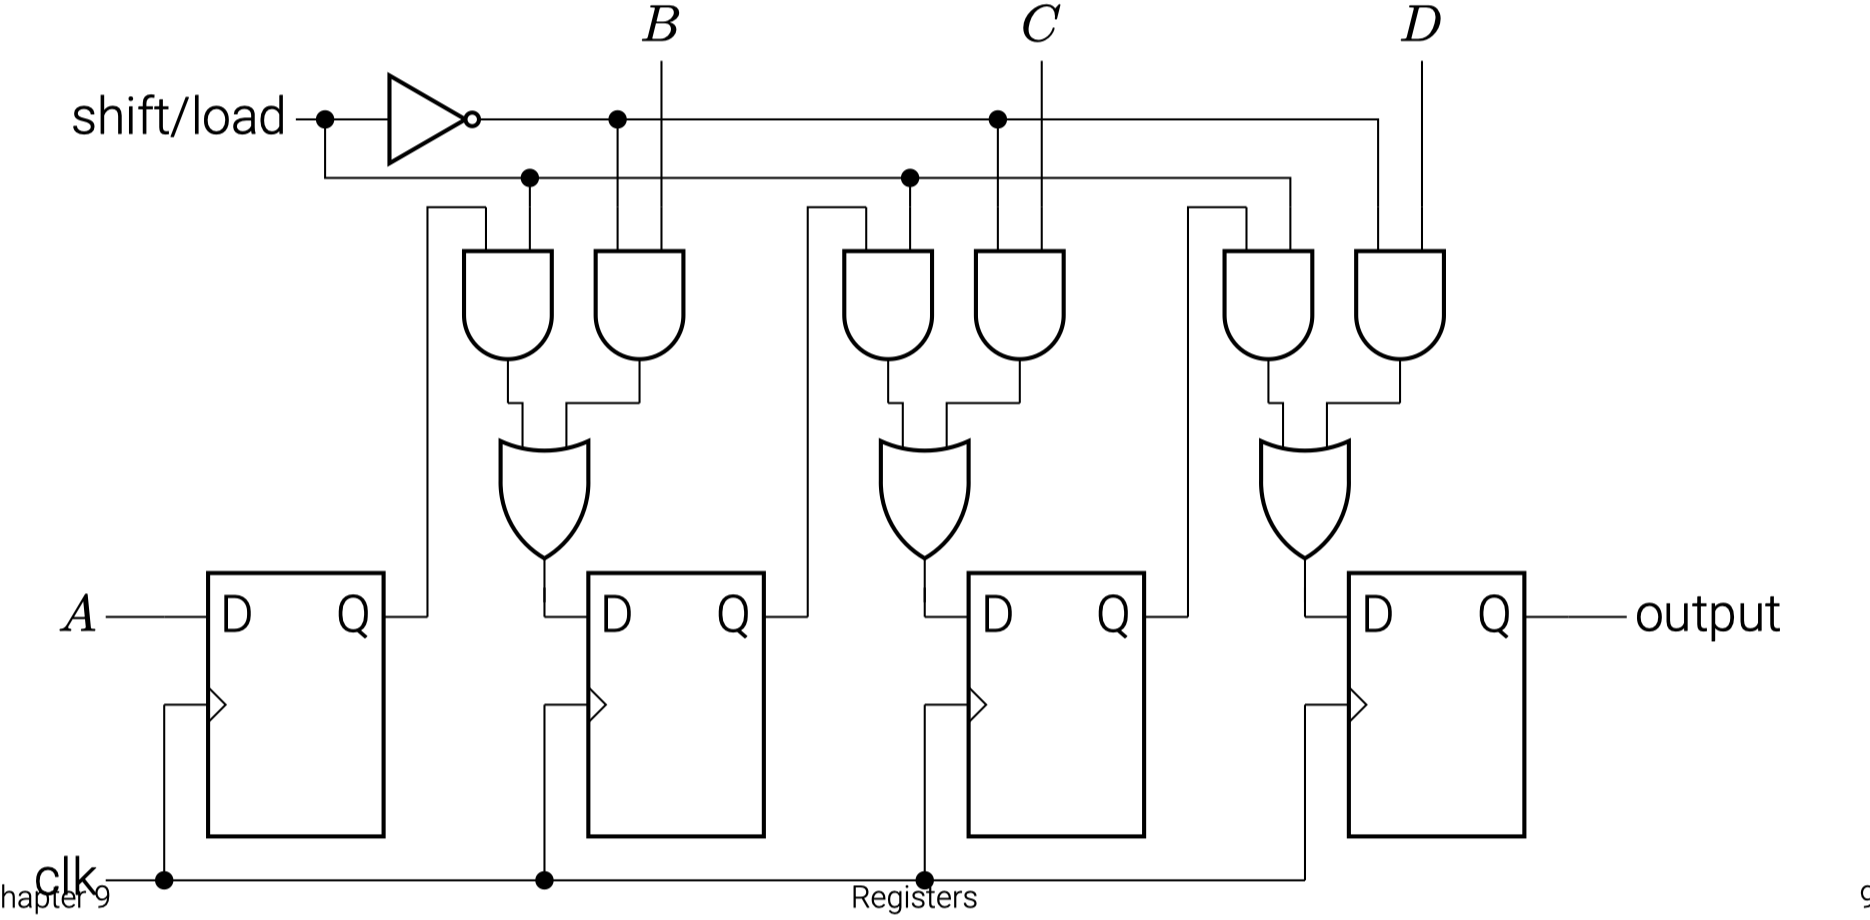 B C D
shift/load
D Q D Q D Q D Q
A output
clk
hapter 9 Registers 9